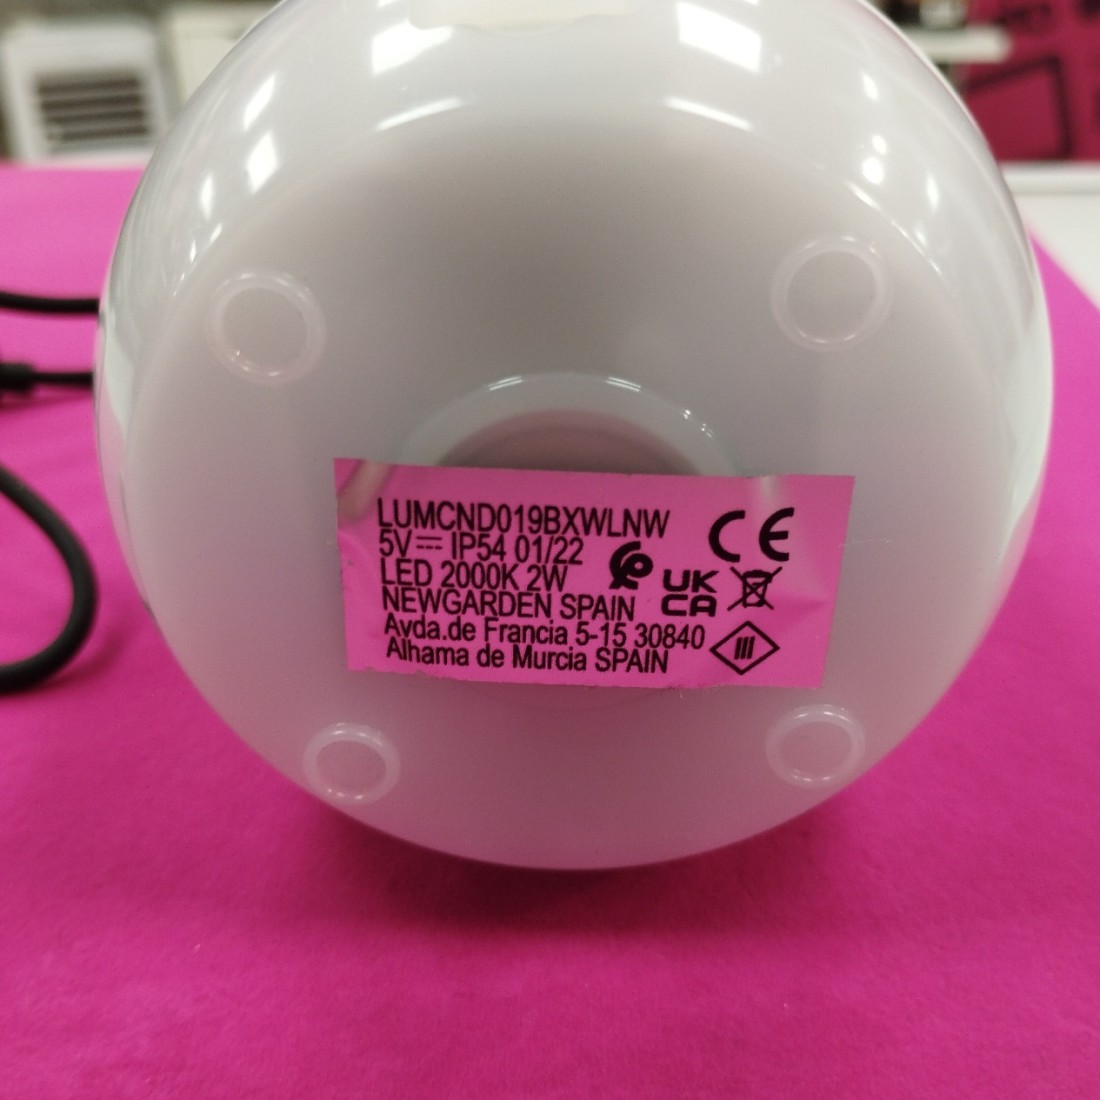 LUMCND019BXWLNW
5V⎓ IP54 01/22
LED 2000K 2W
NEWGARDEN SPAIN
Avda.de Francia 5-15 30840
Alhama de Murcia SPAIN
CE
UK
CA
III